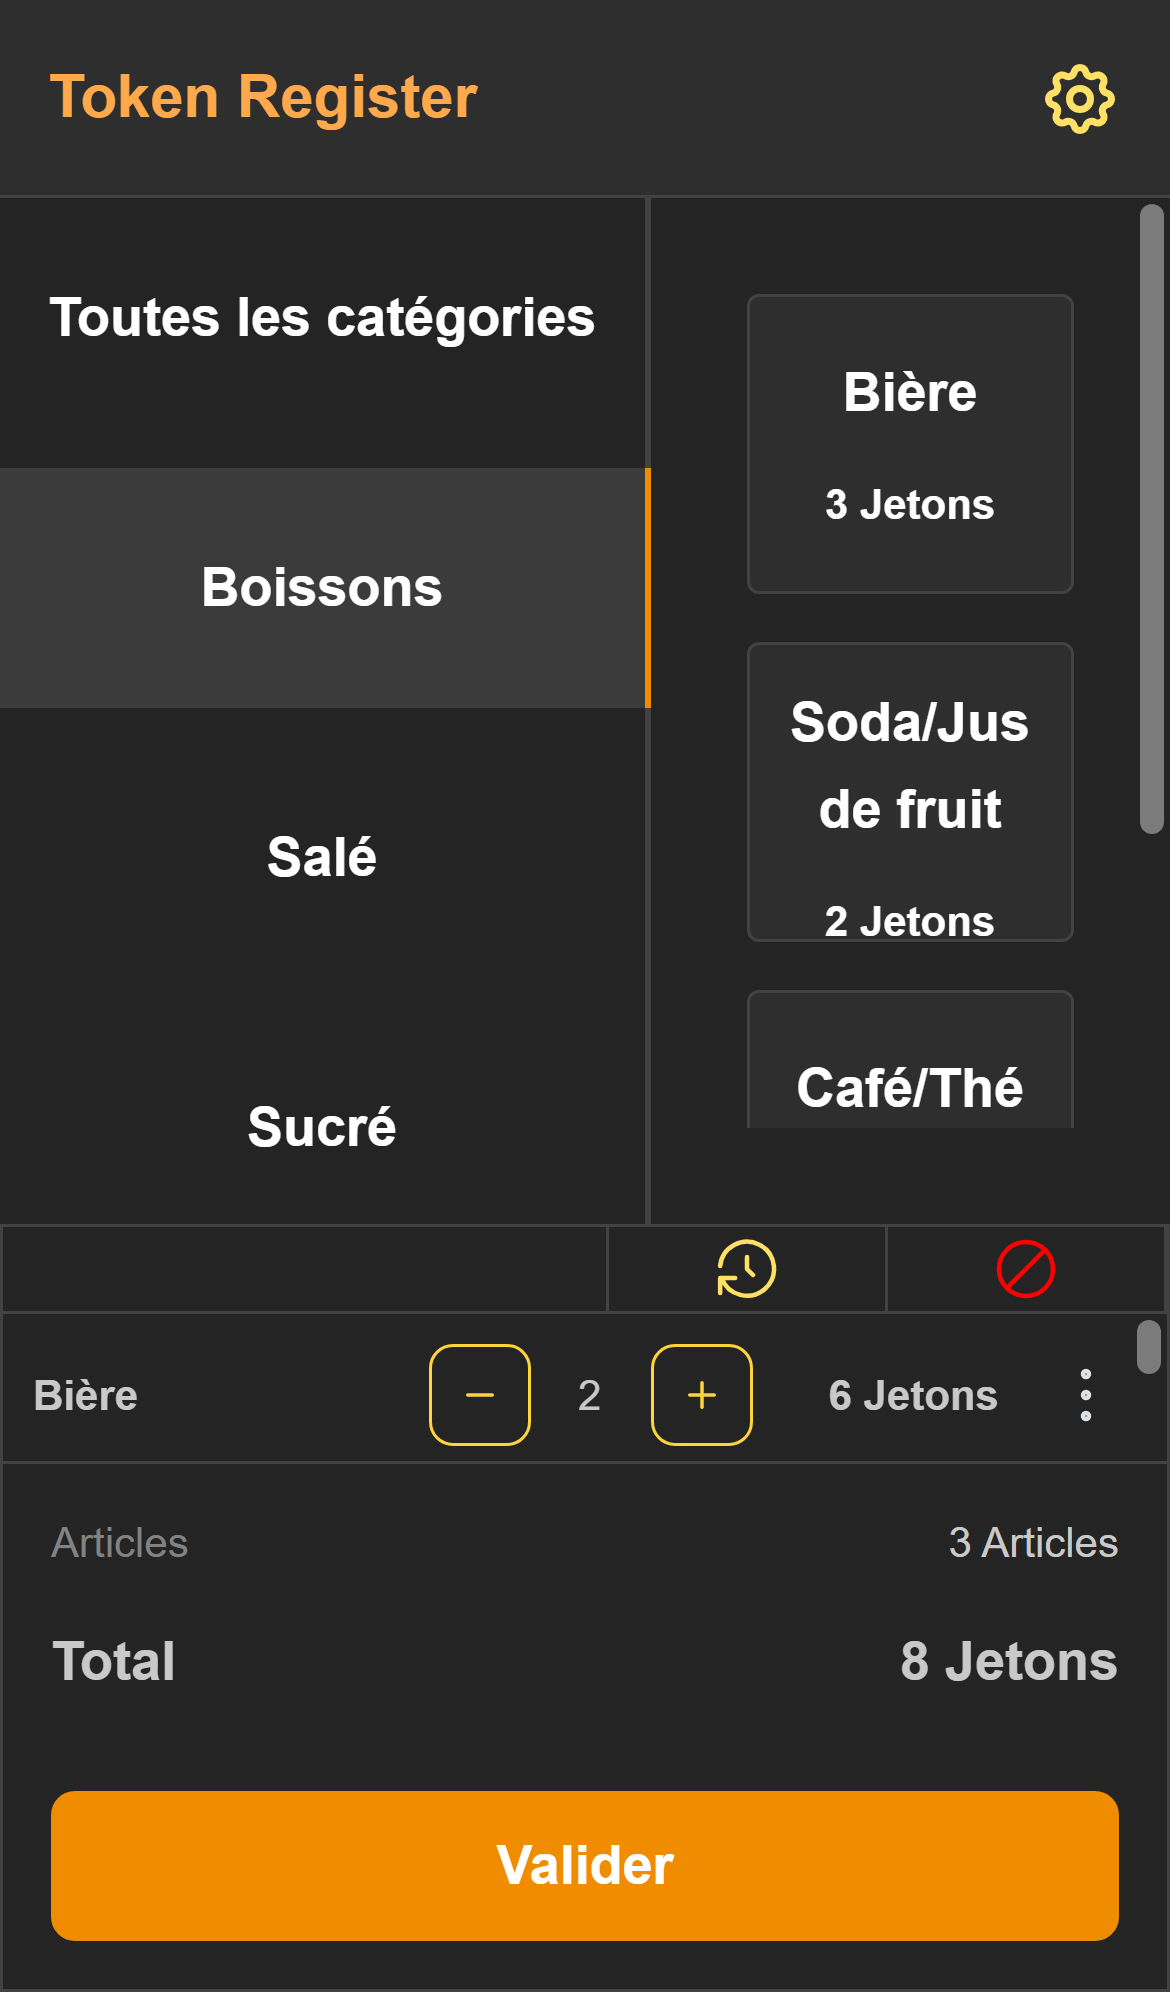 Token Register
Toutes les catégories
Boissons
Salé
Sucré
Bière
3 Jetons
Soda/Jus
de fruit
2 Jetons
Café/Thé
Bière
2
6 Jetons
Articles
3 Articles
Total
8 Jetons
Valider